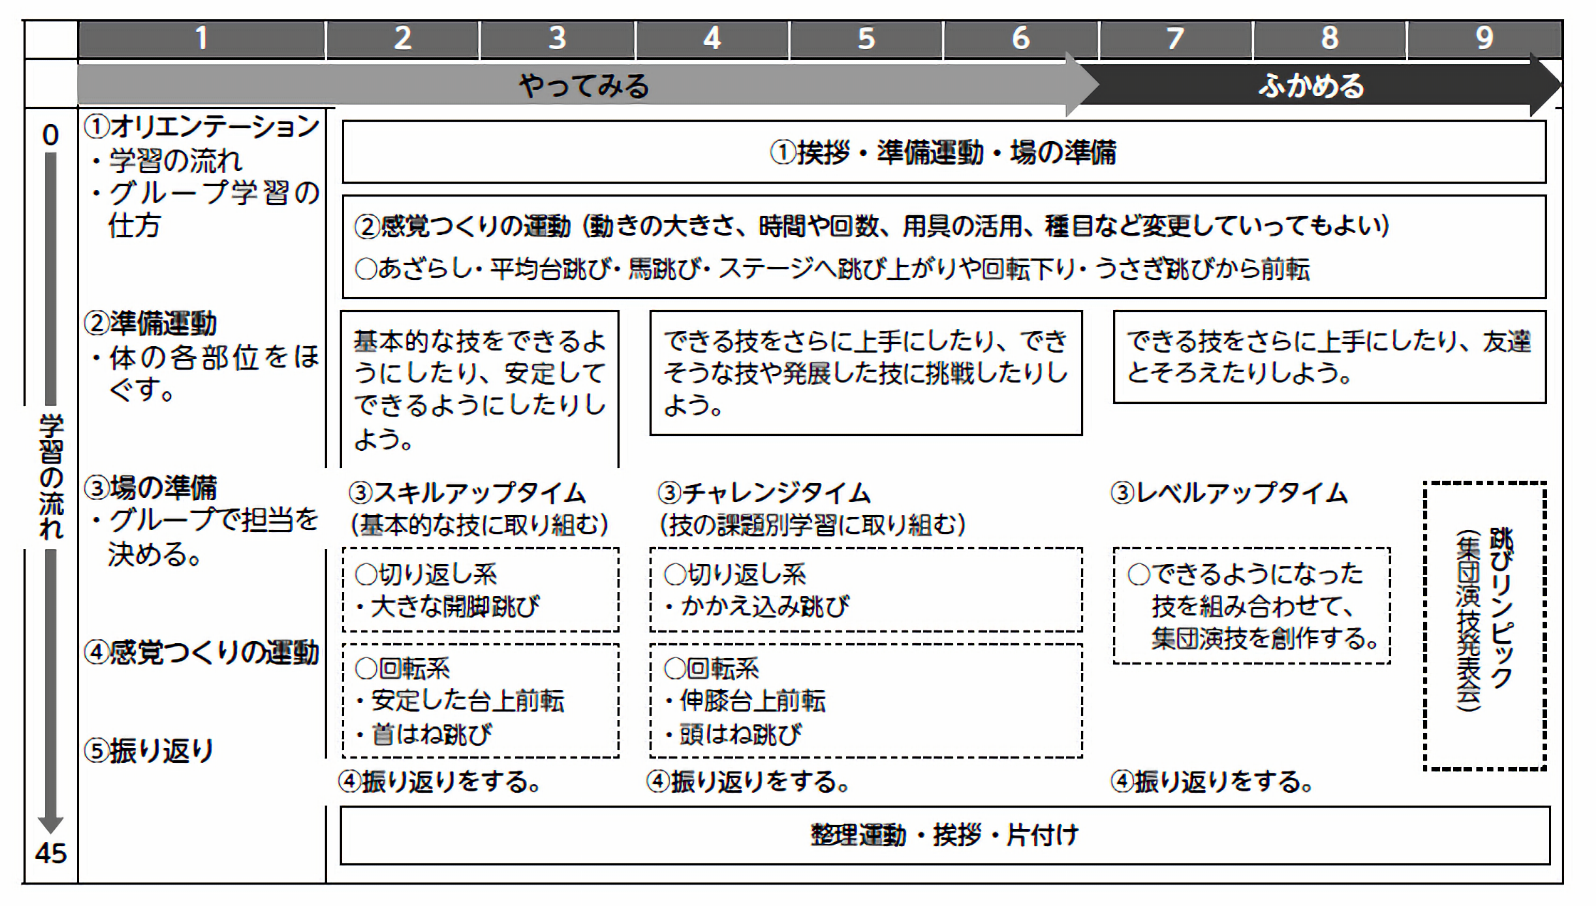 1 2 3 4 5 6 7 8 9
やってみる
ふかめる
0
学習の流れ
45
①オリエンテーション
・学習の流れ
・グループ学習の
仕方
②準備運動
・体の各部位をほ
ぐす。
③場の準備
・グループで担当を
決める。
④感覚つくりの運動
⑤振り返り
①挨拶・準備運動・場の準備
②感覚つくりの運動（動きの大きさ、時間や回数、用具の活用、種目など変更していってもよい）
○あざらし・平均台跳び・馬跳び・ステージへ跳び上がりや回転下り・うさぎ跳びから前転
基本的な技をできるよ
うにしたり、安定して
できるようにしたりし
よう。
③スキルアップタイム
（基本的な技に取り組む）
○切り返し系
・大きな開脚跳び
○回転系
・安定した台上前転
・首はね跳び
④振り返りをする。
できる技をさらに上手にしたり、でき
そうな技や発展した技に挑戦したりし
よう。
③チャレンジタイム
（技の課題別学習に取り組む）
○切り返し系
・かかえ込み跳び
○回転系
・伸膝台上前転
・頭はね跳び
④振り返りをする。
できる技をさらに上手にしたり、友達
とそろえたりしよう。
③レベルアップタイム
○できるようになった
技を組み合わせて、
集団演技を創作する。
④振り返りをする。
跳びリンピック
（集団演技発表会）
整理運動・挨拶・片付け